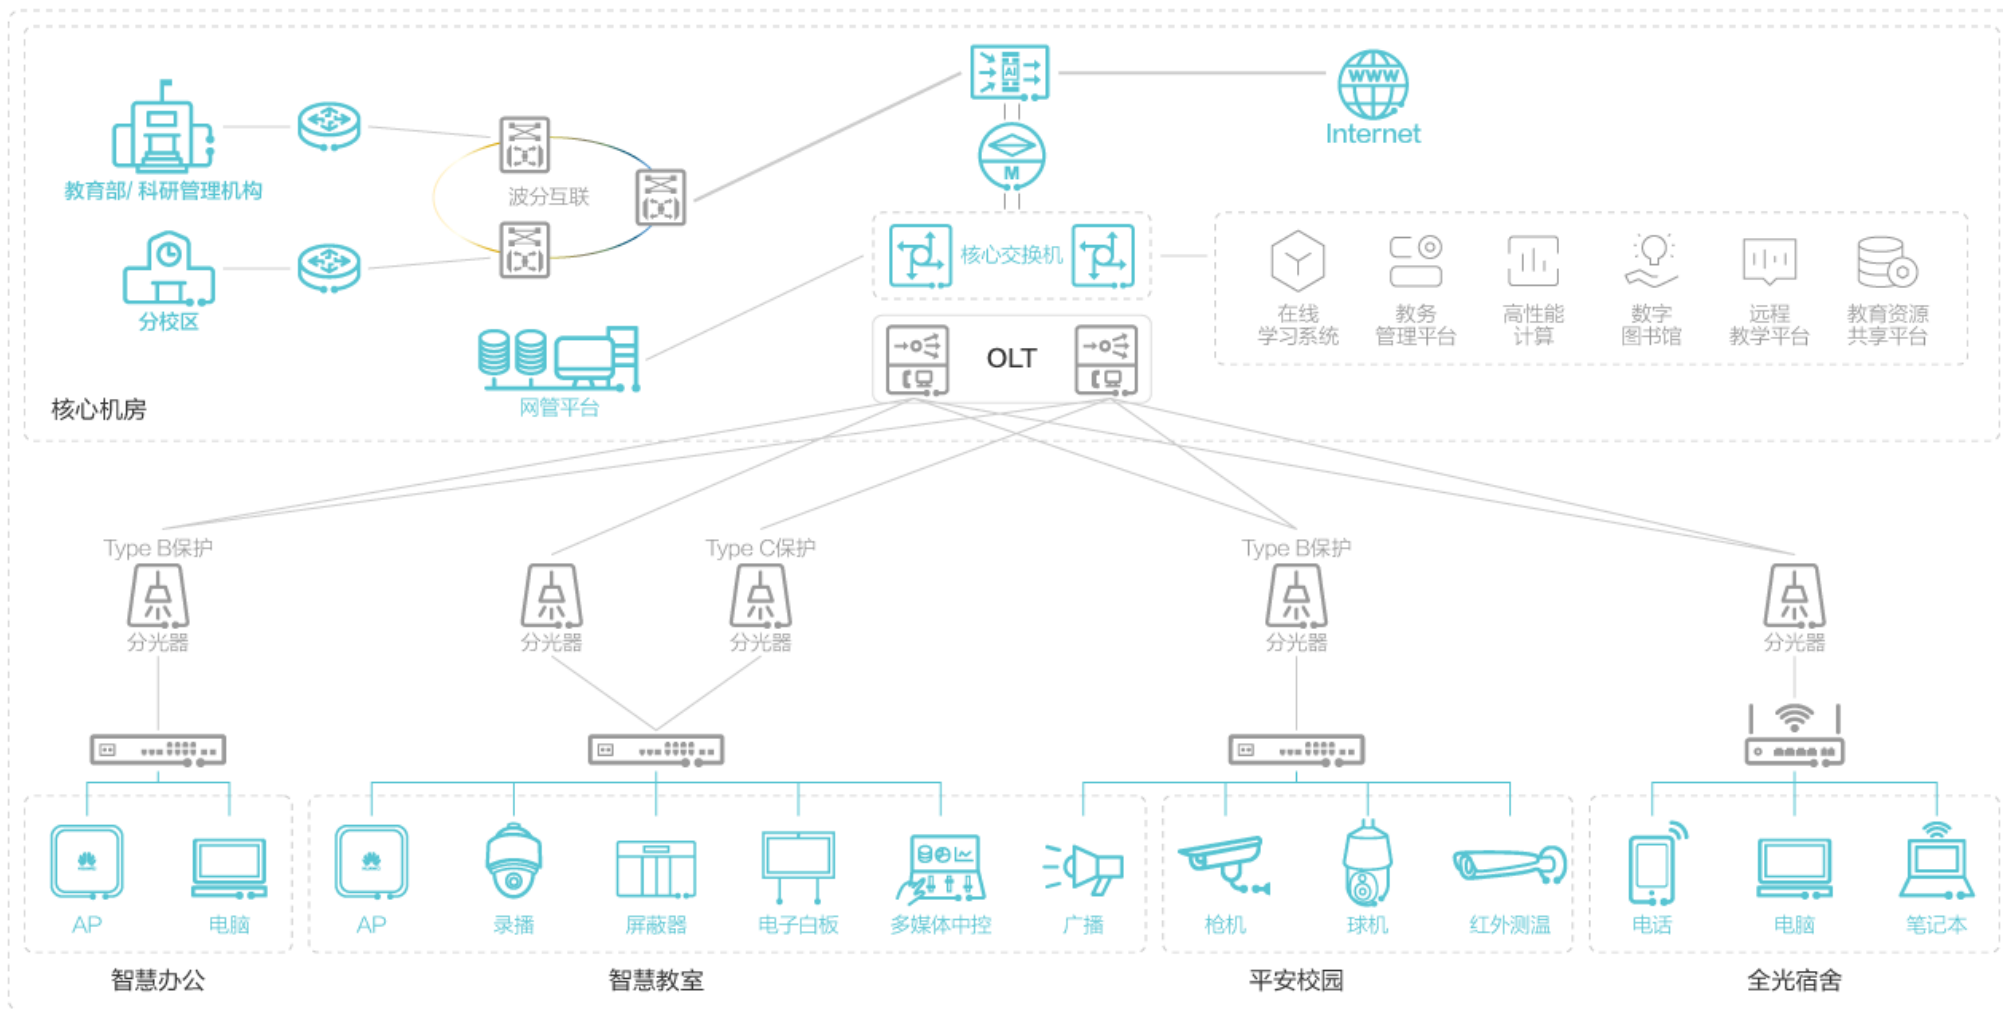 AI
WWW
Internet
M
教育部/ 科研管理机构
波分互联
分校区
核心交换机
在线
学习系统
教务
管理平台
高性能
计算
数字
图书馆
远程
教学平台
教育资源
共享平台
OLT
网管平台
核心机房
Type B保护
Type C保护
Type B保护
分光器
分光器
分光器
分光器
分光器
AP
电脑
AP
录播
屏蔽器
电子白板
多媒体中控
广播
枪机
球机
红外测温
电话
电脑
笔记本
智慧办公
智慧教室
平安校园
全光宿舍